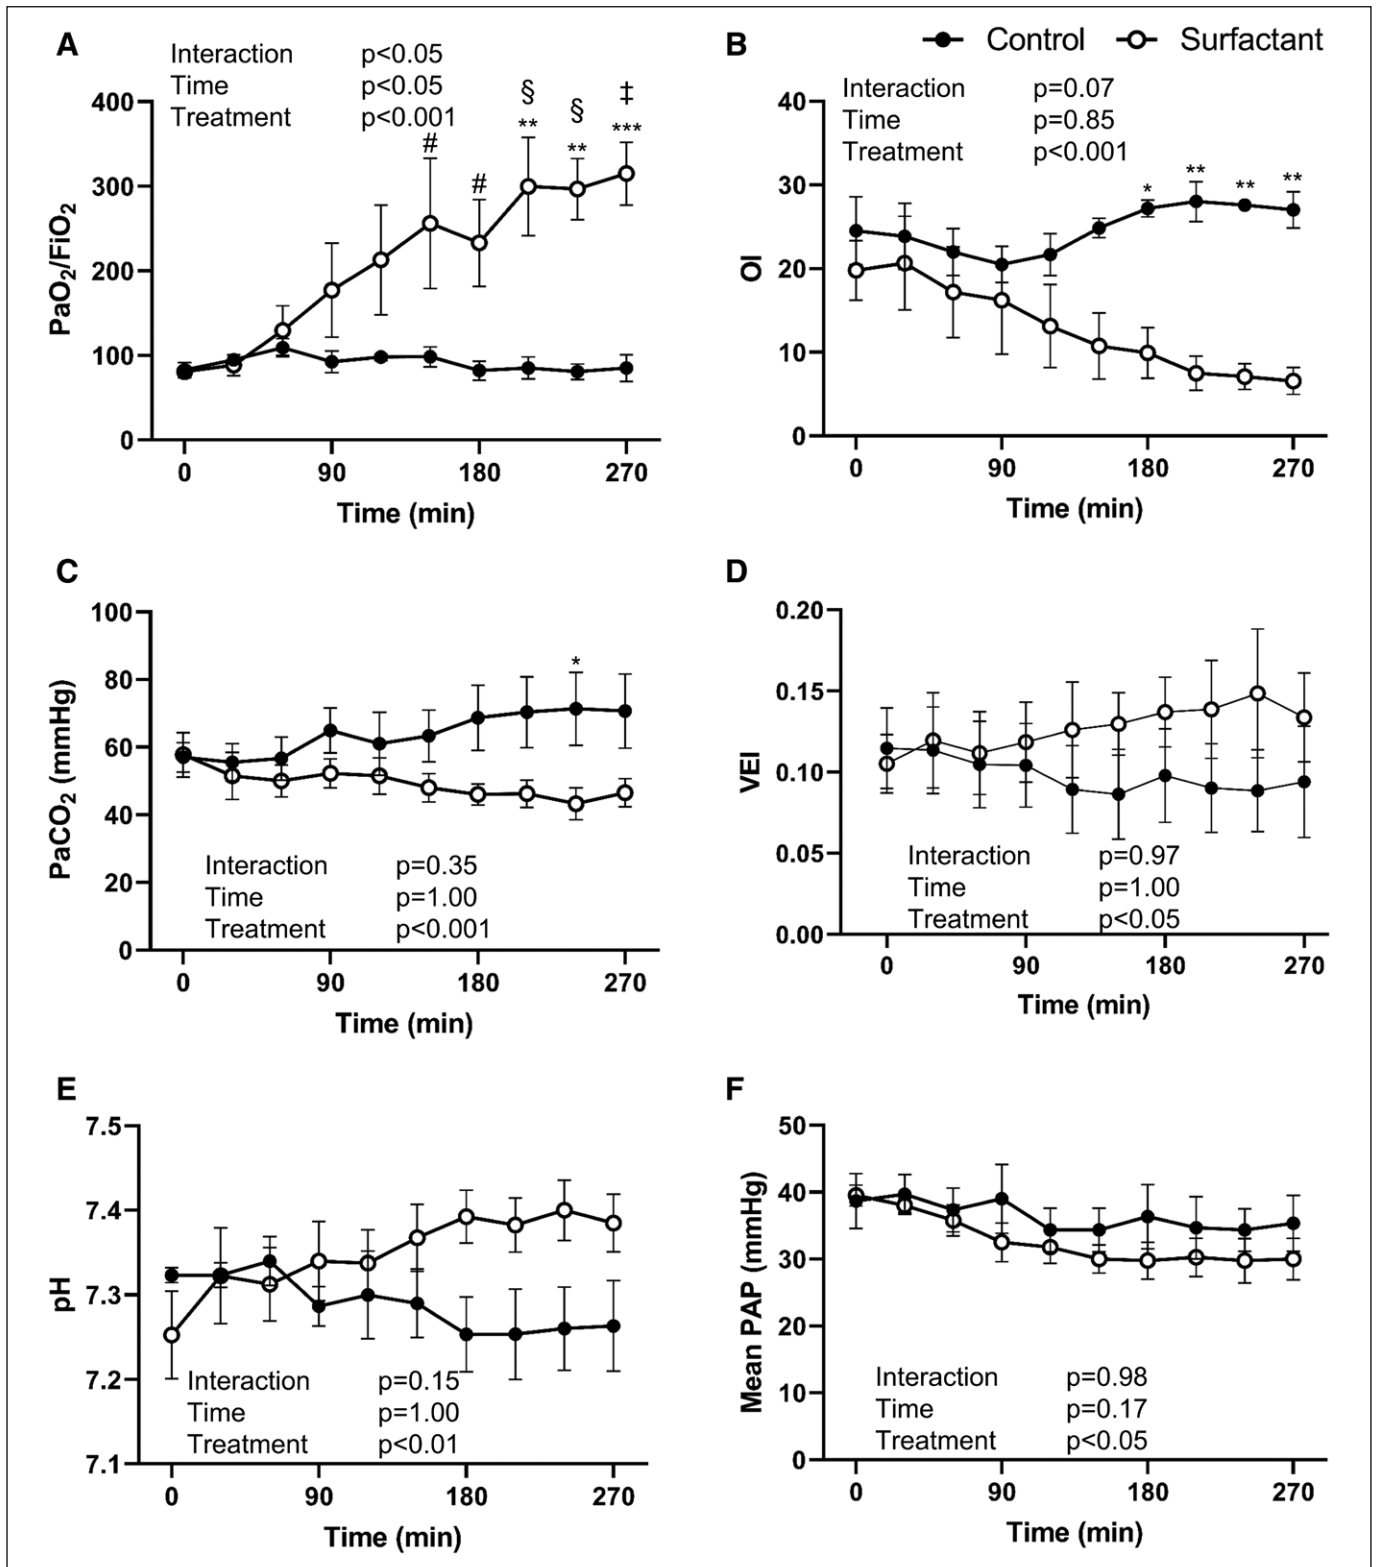 A
Interaction p<0.05
Time p<0.05
Treatment p<0.001
# # § ** § ** ‡ ***
400
300
200
100
0
PaO2/FiO2
0 90 180 270
Time (min)
B
Control Surfactant
Interaction p=0.07
Time p=0.85
Treatment p<0.001
* ** ** **
40
30
20
10
0
OI
0 90 180 270
Time (min)
C
100
80
60
40
20
0
PaCO2 (mmHg)
*
Interaction p=0.35
Time p=1.00
Treatment p<0.001
0 90 180 270
Time (min)
D
0.20
0.15
0.10
0.05
0.00
VEI
Interaction p=0.97
Time p=1.00
Treatment p<0.05
0 90 180 270
Time (min)
E
7.5
7.4
7.3
7.2
7.1
pH
Interaction p=0.15
Time p=1.00
Treatment p<0.01
0 90 180 270
Time (min)
F
50
40
30
20
10
0
Mean PAP (mmHg)
Interaction p=0.98
Time p=0.17
Treatment p<0.05
0 90 180 270
Time (min)